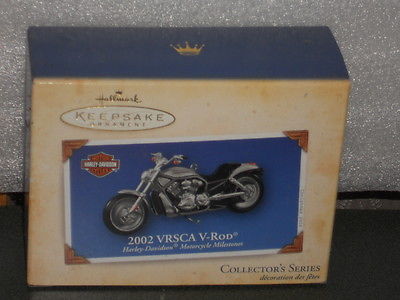 Hallmark
KEEPSAKE
ORNAMENT
HARLEY-DAVIDSON
2002 VRSCA V-ROD®
Harley-Davidson® Motorcycle Milestones
COLLECTOR'S SERIES
décoration des fêtes